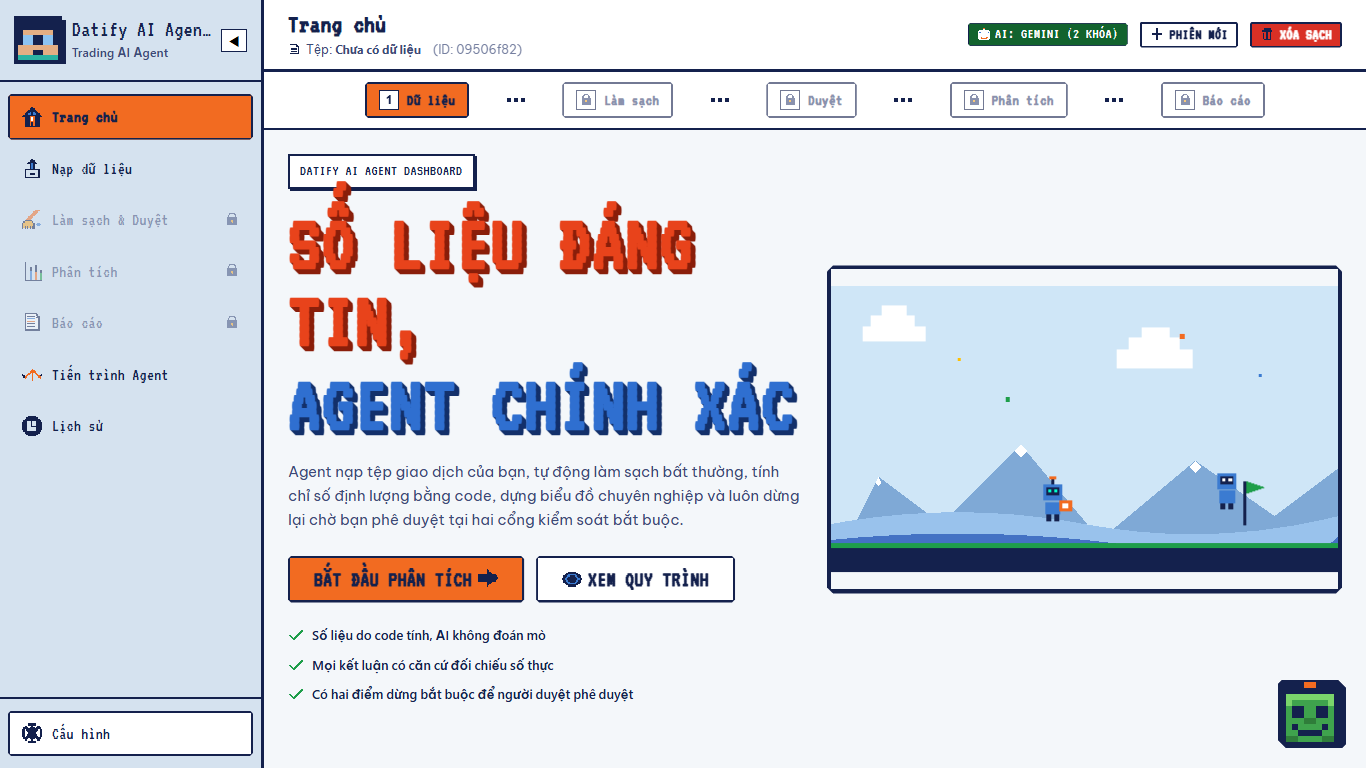 Datify AI Agen…
Trading AI Agent
Trang chủ
Nạp dữ liệu
Làm sạch & Duyệt
Phân tích
Báo cáo
Tiến trình Agent
Lịch sử
Cấu hình
Trang chủ
Tệp: Chưa có dữ liệu (ID: 09506f82)
AI: GEMINI (2 KHÓA)
PHIÊN MỚI
XÓA SẠCH
1 Dữ liệu
Làm sạch
Duyệt
Phân tích
Báo cáo
DATIFY AI AGENT DASHBOARD
SỐ LIỆU ĐÁNG
TIN,
AGENT CHÍNH XÁC
Agent nạp tệp giao dịch của bạn, tự động làm sạch bất thường, tính
chỉ số định lượng bằng code, dựng biểu đồ chuyên nghiệp và luôn dừng
lại chờ bạn phê duyệt tại hai cổng kiểm soát bắt buộc.
BẮT ĐẦU PHÂN TÍCH
XEM QUY TRÌNH
Số liệu do code tính, AI không đoán mò
Mọi kết luận có căn cứ đối chiếu số thực
Có hai điểm dừng bắt buộc để người duyệt phê duyệt